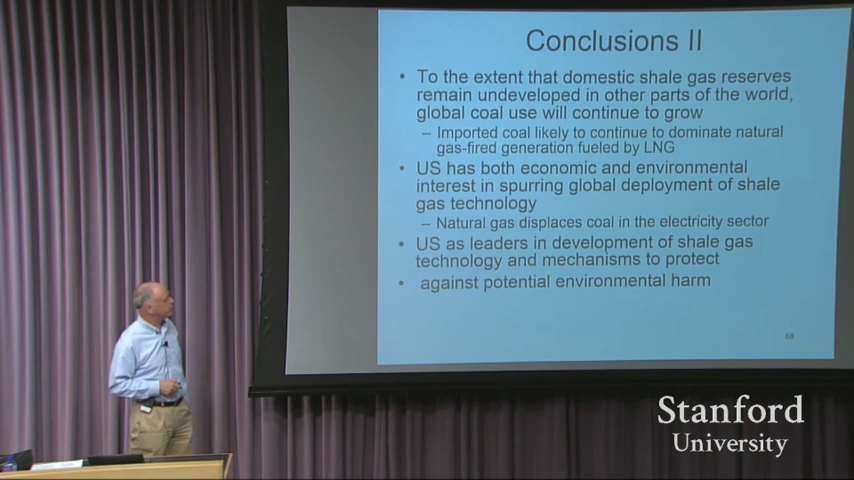 Conclusions II
• To the extent that domestic shale gas reserves
remain undeveloped in other parts of the world,
global coal use will continue to grow
– Imported coal likely to continue to dominate natural
gas-fired generation fueled by LNG
• US has both economic and environmental
interest in spurring global deployment of shale
gas technology
– Natural gas displaces coal in the electricity sector
• US as leaders in development of shale gas
technology and mechanisms to protect
• against potential environmental harm
68
Stanford
University